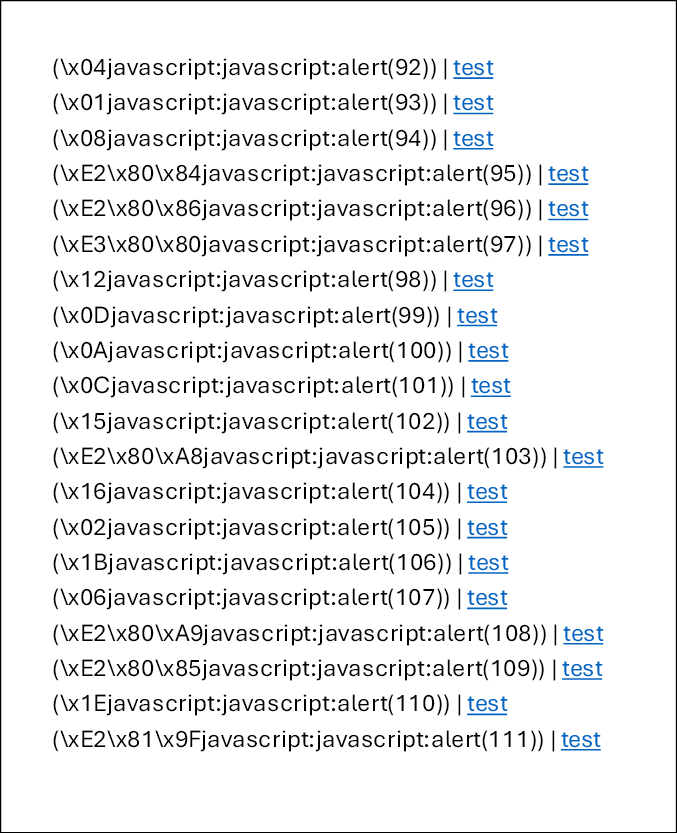 (\x04javascript:javascript:alert(92)) | test
(\x01javascript:javascript:alert(93)) | test
(\x08javascript:javascript:alert(94)) | test
(\xE2\x80\x84javascript:javascript:alert(95)) | test
(\xE2\x80\x86javascript:javascript:alert(96)) | test
(\xE3\x80\x80javascript:javascript:alert(97)) | test
(\x12javascript:javascript:alert(98)) | test
(\x0Djavascript:javascript:alert(99)) | test
(\x0Ajavascript:javascript:alert(100)) | test
(\x0Cjavascript:javascript:alert(101)) | test
(\x15javascript:javascript:alert(102)) | test
(\xE2\x80\xA8javascript:javascript:alert(103)) | test
(\x16javascript:javascript:alert(104)) | test
(\x02javascript:javascript:alert(105)) | test
(\x1Bjavascript:javascript:alert(106)) | test
(\x06javascript:javascript:alert(107)) | test
(\xE2\x80\xA9javascript:javascript:alert(108)) | test
(\xE2\x80\x85javascript:javascript:alert(109)) | test
(\x1Ejavascript:javascript:alert(110)) | test
(\xE2\x81\x9Fjavascript:javascript:alert(111)) | test